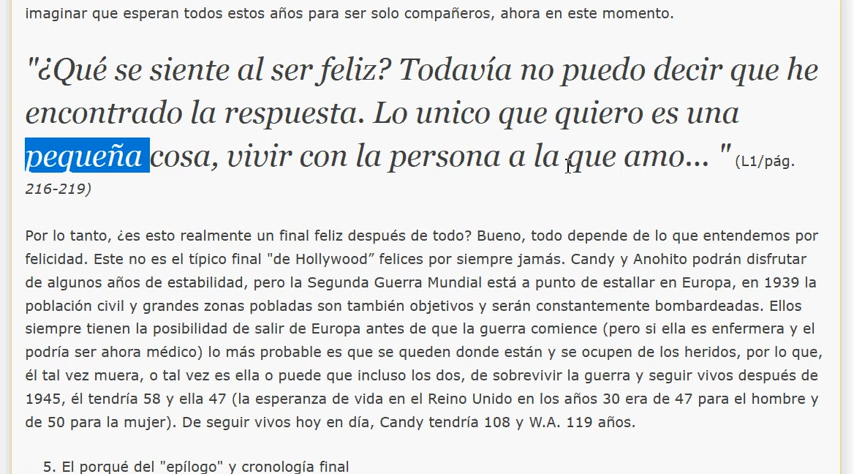 imaginar que esperan todos estos años para ser solo compañeros, ahora en este momento.
"¿Qué se siente al ser feliz? Todavía no puedo decir que he
encontrado la respuesta. Lo unico que quiero es una
pequeña cosa, vivir con la persona a la que amo... " (L1/pág.
216-219)
Por lo tanto, ¿es esto realmente un final feliz después de todo? Bueno, todo depende de lo que entendemos por
felicidad. Este no es el típico final "de Hollywood” felices por siempre jamás. Candy y Anohito podrán disfrutar
de algunos años de estabilidad, pero la Segunda Guerra Mundial está a punto de estallar en Europa, en 1939 la
población civil y grandes zonas pobladas son también objetivos y serán constantemente bombardeadas. Ellos
siempre tienen la posibilidad de salir de Europa antes de que la guerra comience (pero si ella es enfermera y el
podría ser ahora médico) lo más probable es que se queden donde están y se ocupen de los heridos, por lo que,
él tal vez muera, o tal vez es ella o puede que incluso los dos, de sobrevivir la guerra y seguir vivos después de
1945, él tendría 58 y ella 47 (la esperanza de vida en el Reino Unido en los años 30 era de 47 para el hombre y
de 50 para la mujer). De seguir vivos hoy en día, Candy tendría 108 y W.A. 119 años.
5. El porqué del "epílogo" y cronología final